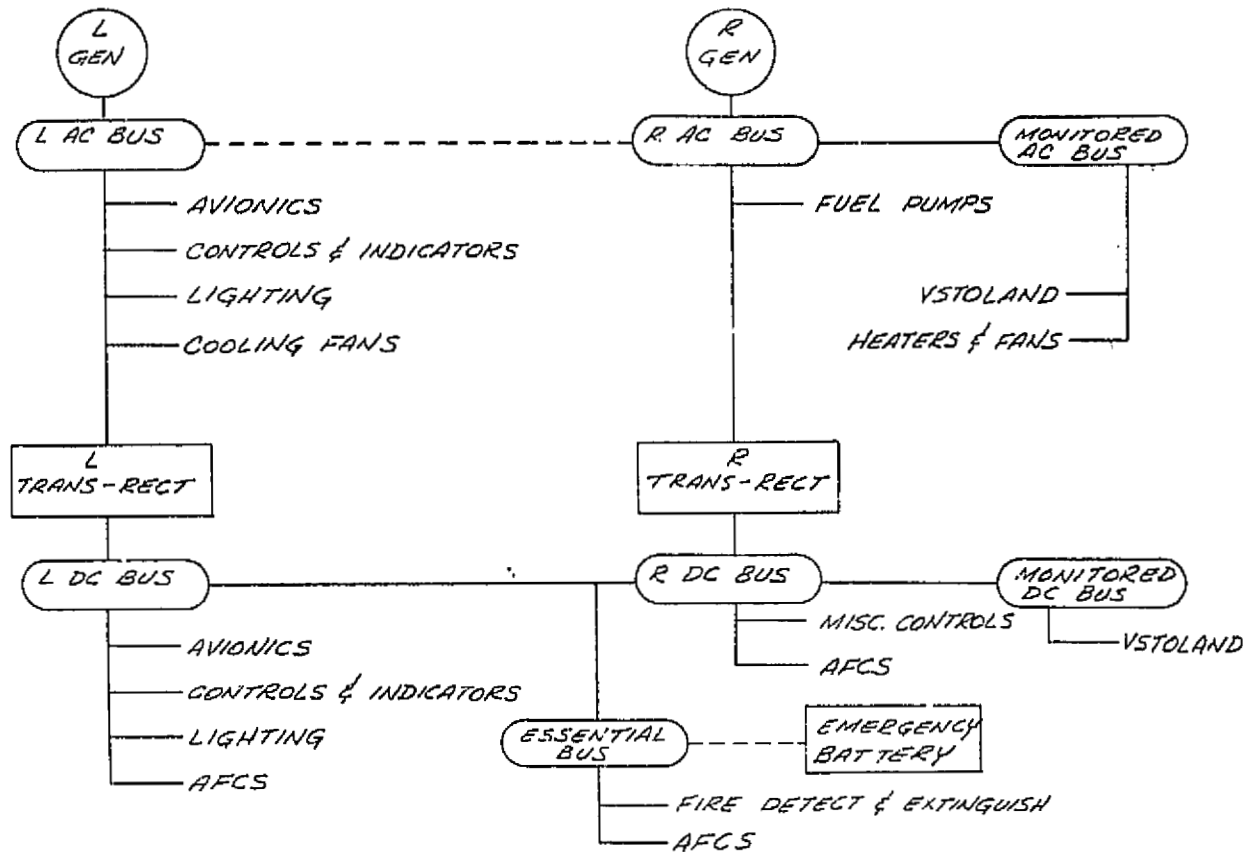 L
GEN
R
GEN
L AC BUS
R AC BUS
MONITORED
AC BUS
AVIONICS
CONTROLS & INDICATORS
LIGHTING
COOLING FANS
FUEL PUMPS
VSTOLAND
HEATERS & FANS
L
TRANS-RECT
R
TRANS-RECT
L DC BUS
R DC BUS
MONITORED
DC BUS
AVIONICS
CONTROLS & INDICATORS
LIGHTING
AFCS
MISC. CONTROLS
AFCS
VSTOLAND
ESSENTIAL
BUS
EMERGENCY
BATTERY
FIRE DETECT & EXTINGUISH
AFCS